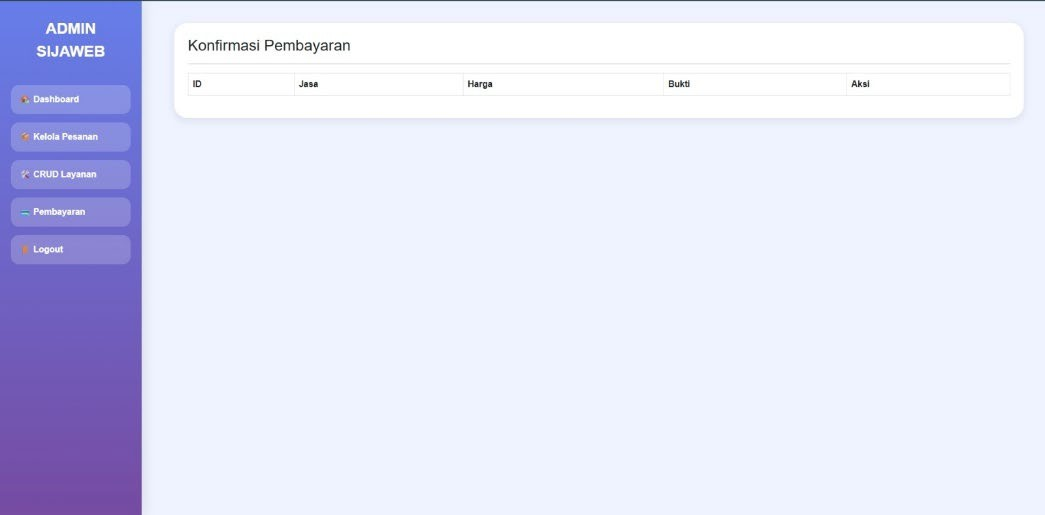 ADMIN
SIJAWEB
Dashboard
Kelola Pesanan
CRUD Layanan
Pembayaran
Logout
Konfirmasi Pembayaran
ID Jasa Harga Bukti Aksi